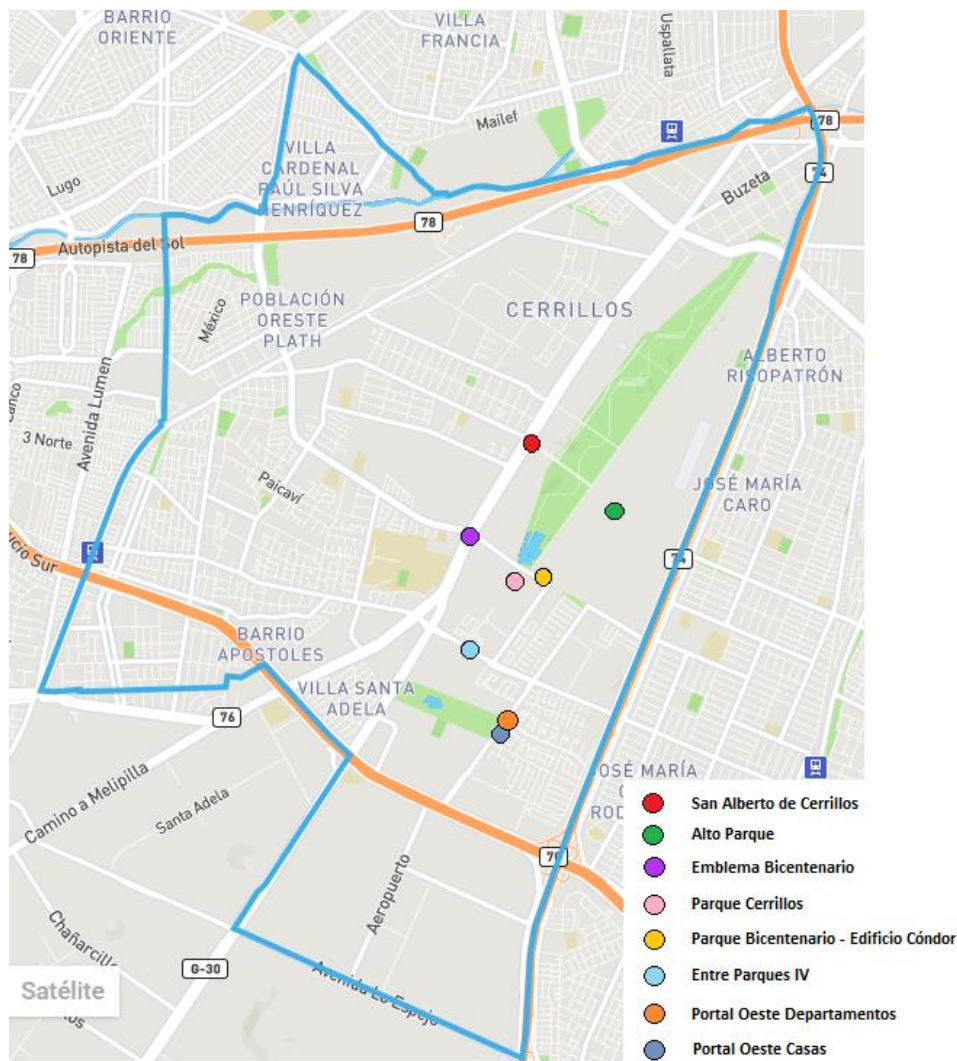 BARRIO
ORIENTE
VILLA
FRANCIA
Uspallata
Mailef
78
VILLA
CARDENAL
RAÚL SILVA
HENRÍQUEZ
74
Buzeta
Lugo
78
Autopista del Sol
78
México
POBLACIÓN
ORESTE
PLATH
CERRILLOS
ALBERTO
RISOPATRÓN
Avenida Lumen
3 Norte
Paicaví
JOSÉ MARÍA
CARO
74
BARRIO
APOSTOLES
VILLA SANTA
ADELA
76
Camino a Melipilla
Santa Adela
JOSÉ MARÍA
Aeropuerto
Chañarcillo
G-30
Avenida Lo Espejo
Satélite
San Alberto de Cerrillos
Alto Parque
Emblema Bicentenario
Parque Cerrillos
Parque Bicentenario - Edificio Cóndor
Entre Parques IV
Portal Oeste Departamentos
Portal Oeste Casas